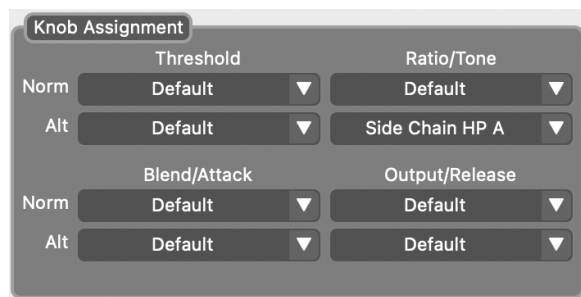 Knob Assignment
Threshold Ratio/Tone
Norm Default Default
Alt Default Side Chain HP A
Blend/Attack Output/Release
Norm Default Default
Alt Default Default